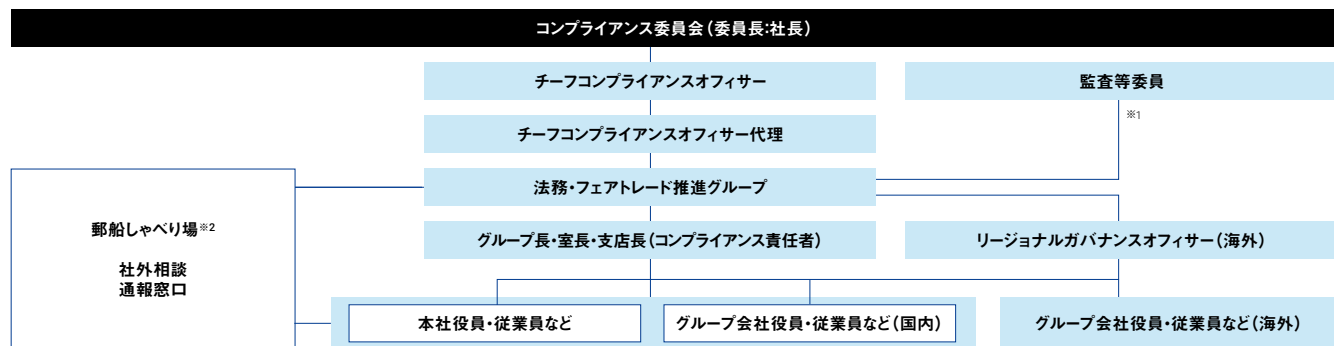 コンプライアンス委員会(委員長:社長)
チーフコンプライアンスオフィサー
監査等委員
※1
チーフコンプライアンスオフィサー代理
法務・フェアトレード推進グループ
郵船しゃべり場※2
社外相談
通報窓口
グループ長・室長・支店長(コンプライアンス責任者)
リージョナルガバナンスオフィサー(海外)
本社役員・従業員など
グループ会社役員・従業員など(国内)
グループ会社役員・従業員など(海外)